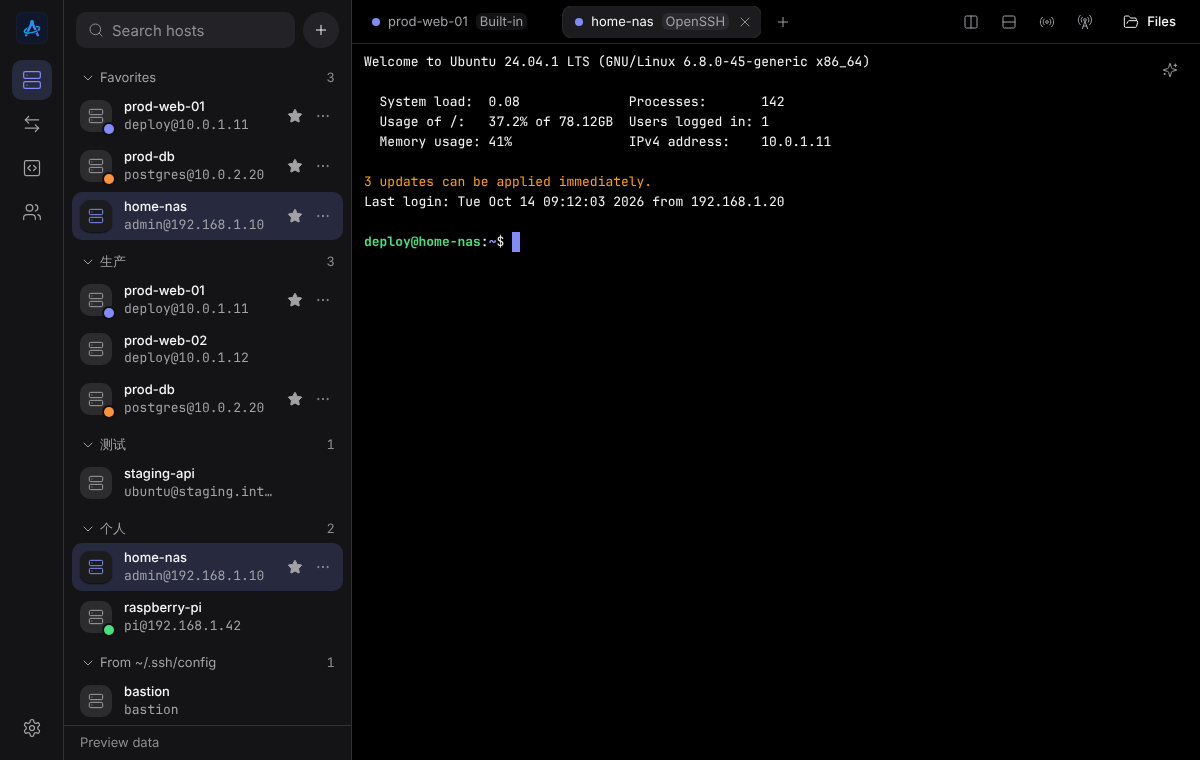 Search hosts
Favorites 3
prod-web-01
deploy@10.0.1.11
prod-db
postgres@10.0.2.20
home-nas
admin@192.168.1.10
生产 3
prod-web-01
deploy@10.0.1.11
prod-web-02
deploy@10.0.1.12
prod-db
postgres@10.0.2.20
测试 1
staging-api
ubuntu@staging.int…
个人 2
home-nas
admin@192.168.1.10
raspberry-pi
pi@192.168.1.42
From ~/.ssh/config 1
bastion
bastion
Preview data
prod-web-01 Built-in home-nas OpenSSH Files
Welcome to Ubuntu 24.04.1 LTS (GNU/Linux 6.8.0-45-generic x86_64)
System load: 0.08 Processes: 142
Usage of /: 37.2% of 78.12GB Users logged in: 1
Memory usage: 41% IPv4 address: 10.0.1.11
3 updates can be applied immediately.
Last login: Tue Oct 14 09:12:03 2026 from 192.168.1.20
deploy@home-nas:~$